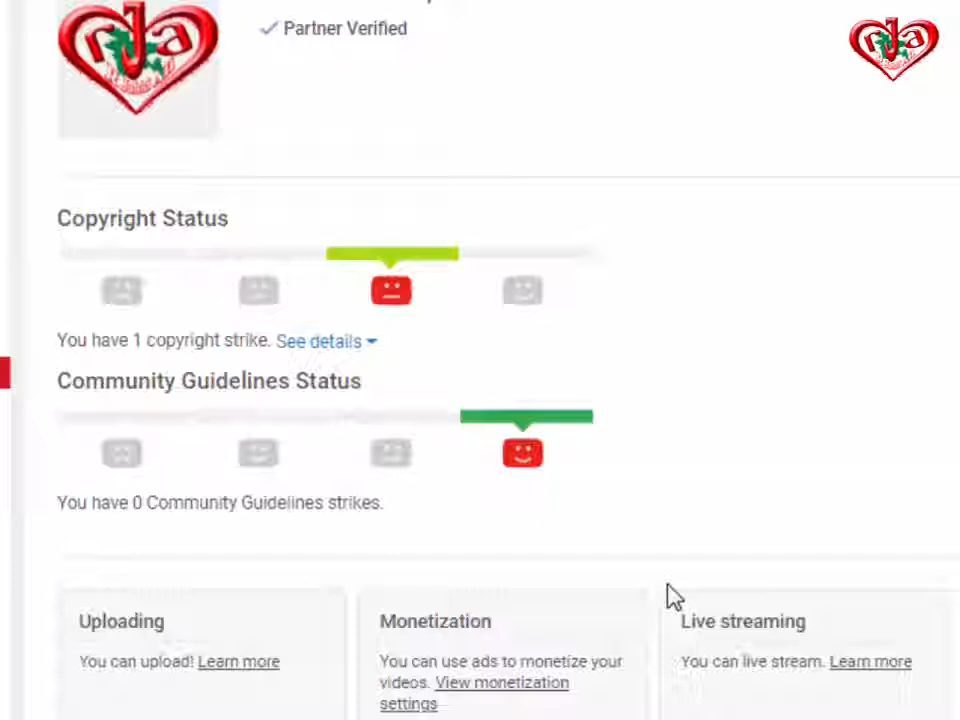 Partner Verified
rja
rja
Copyright Status
You have 1 copyright strike. See details
Community Guidelines Status
You have 0 Community Guidelines strikes.
Uploading
You can upload! Learn more
Monetization
You can use ads to monetize your
videos. View monetization
settings
Live streaming
You can live stream. Learn more